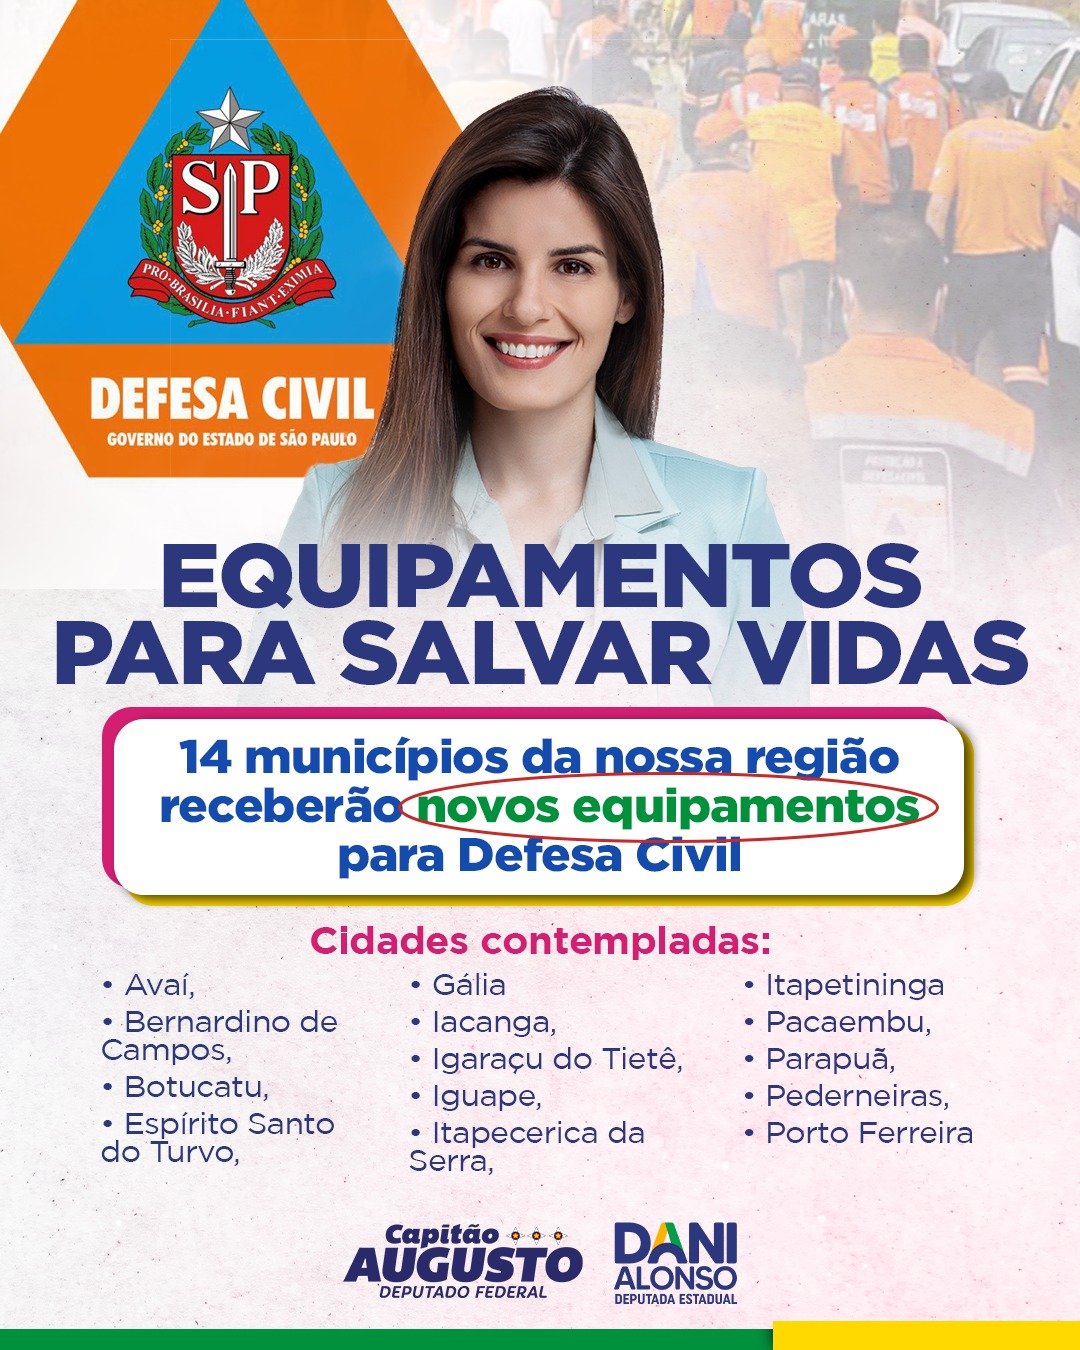 SP
PRO·BRASILIA·FIANT·EXIMIA
DEFESA CIVIL
GOVERNO DO ESTADO DE SÃO PAULO
EQUIPAMENTOS
PARA SALVAR VIDAS
14 municípios da nossa região
receberão novos equipamentos
para Defesa Civil
Cidades contempladas:
• Avaí,
• Bernardino de
Campos,
• Botucatu,
• Espírito Santo
do Turvo,
• Gália
• Iacanga,
• Igaraçu do Tietê,
• Iguape,
• Itapecerica da
Serra,
• Itapetininga
• Pacaembu,
• Parapuã,
• Pederneiras,
• Porto Ferreira
Capitão
AUGUSTO
DEPUTADO FEDERAL
DANI
ALONSO
DEPUTADA ESTADUAL